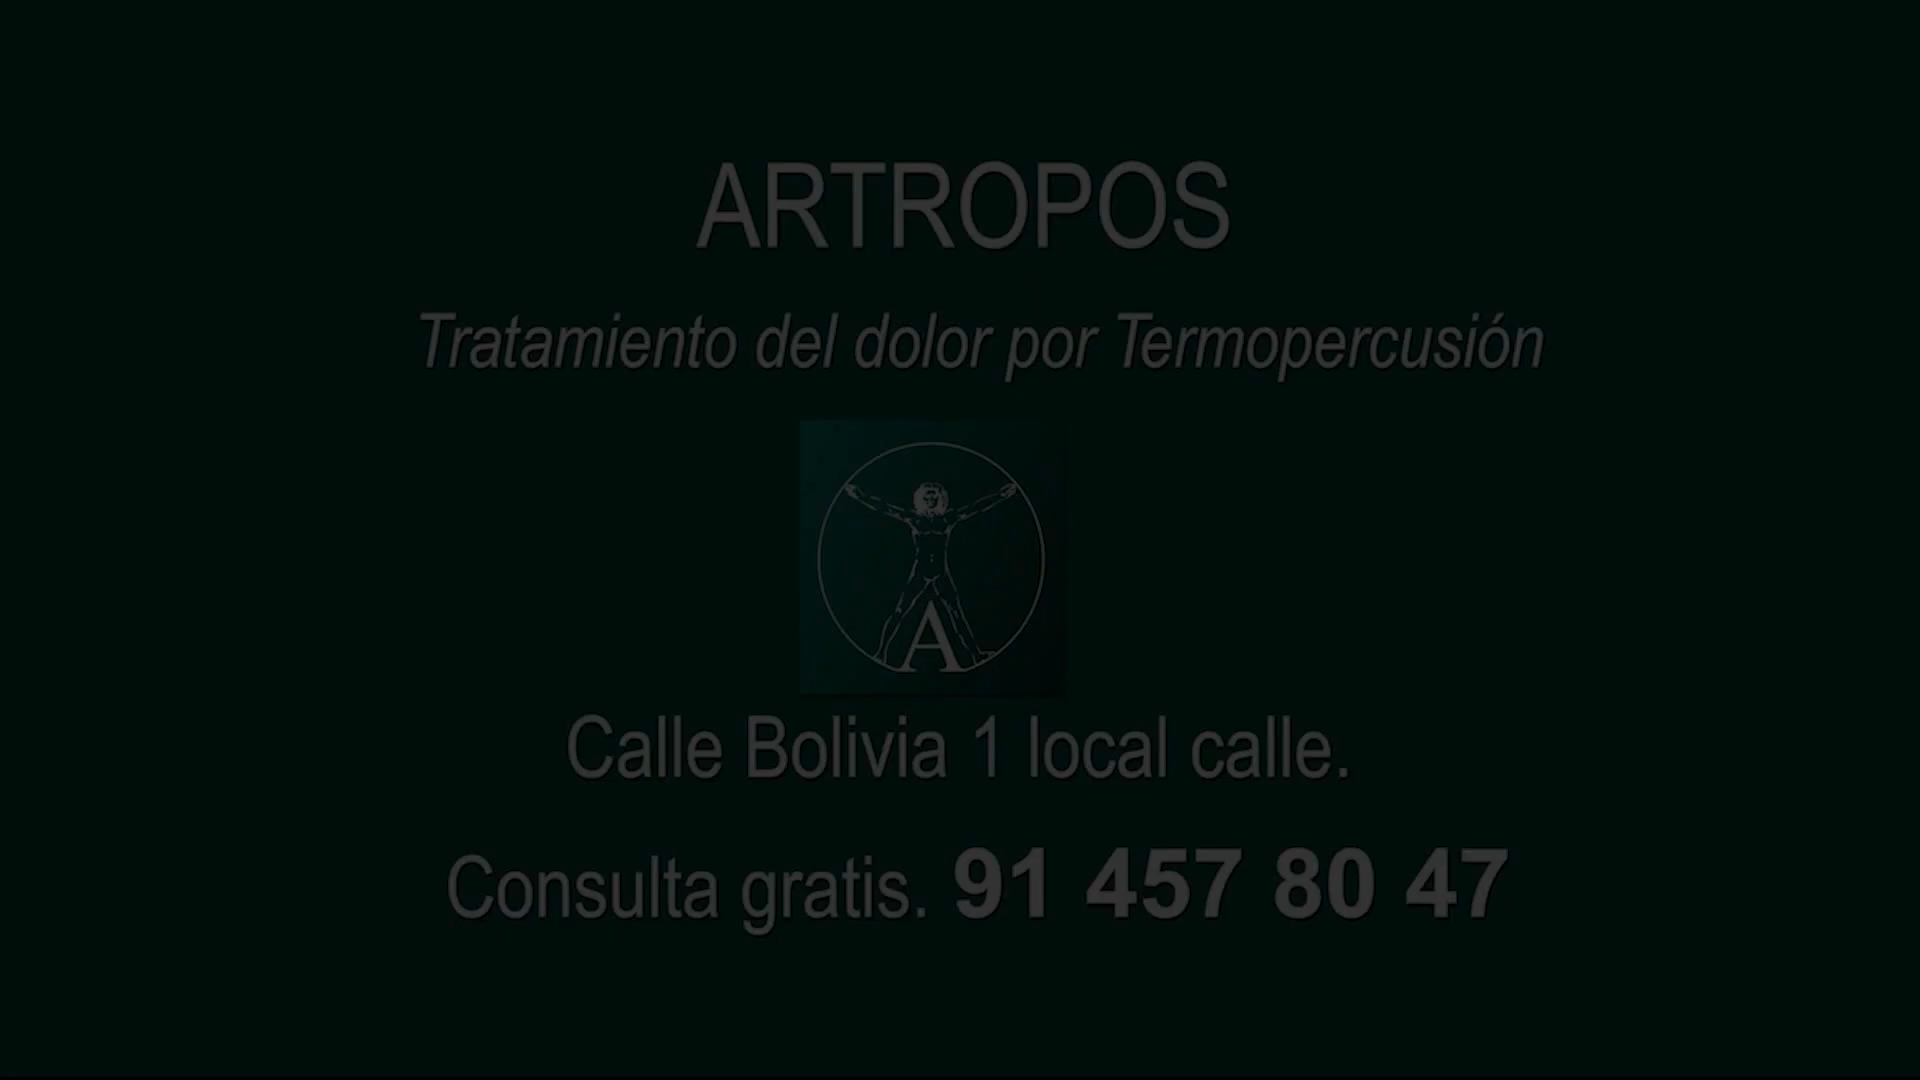 ARTROPOS
Tratamiento del dolor por Termopercusión
A
Calle Bolivia 1 local calle.
Consulta gratis. 91 457 80 47